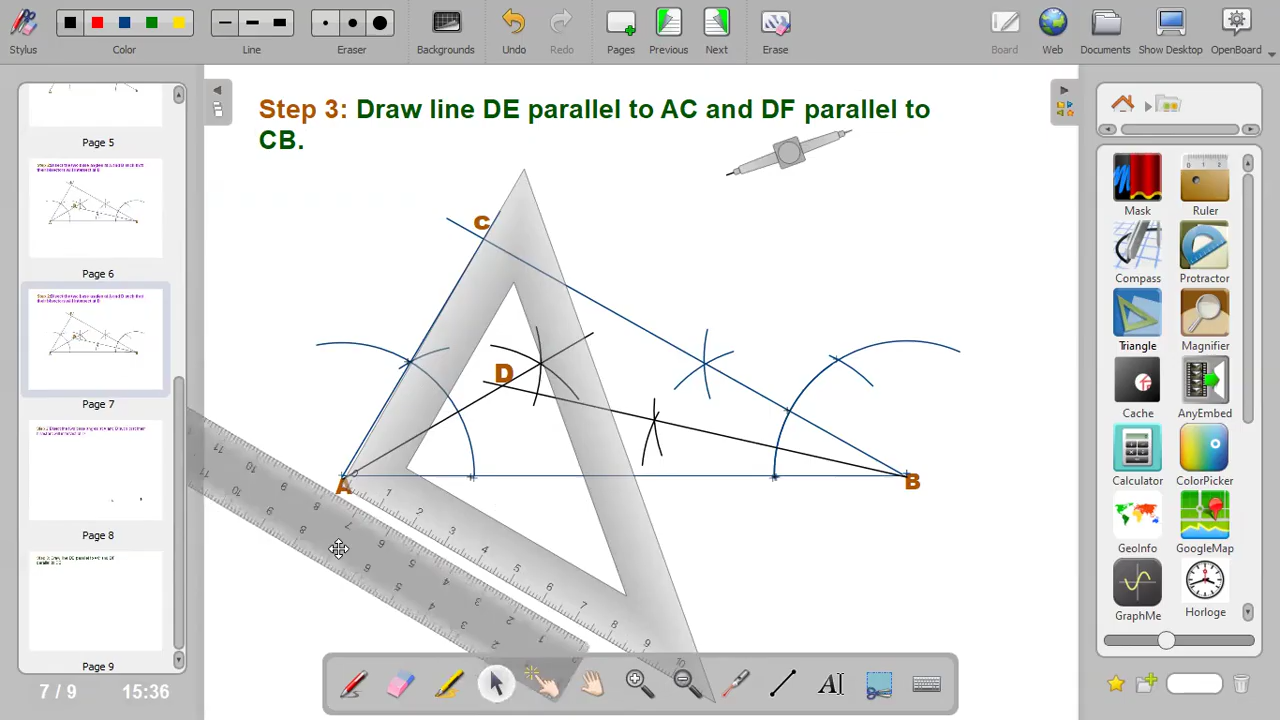 Stylus
Color
Line
Eraser
Backgrounds
Undo
Redo
Pages
Previous
Next
Erase
Board
Web
Documents
Show Desktop
OpenBoard
Page 5
Page 6
Page 7
Page 8
Page 9
7 / 9
15:36
Step 3: Draw line DE parallel to AC and DF parallel to
CB.
C
D
A
B
Mask
Ruler
Compass
Protractor
Triangle
Magnifier
Cache
AnyEmbed
Calculator
ColorPicker
GeoInfo
GoogleMap
GraphMe
Horloge